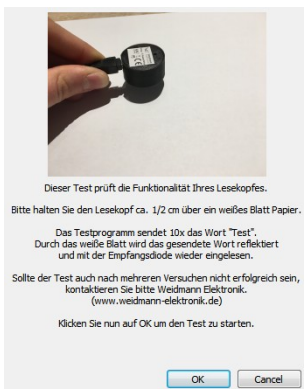 Dieser Test prüft die Funktionalität Ihres Lesekopfes.
Bitte halten Sie den Lesekopf ca. 1/2 cm über ein weißes Blatt Papier.
Das Testprogramm sendet 10x das Wort "Test".
Durch das weiße Blatt wird das gesendete Wort reflektiert
und mit der Empfangsdiode wieder eingelesen.
Sollte der Test auch nach mehreren Versuchen nicht erfolgreich sein,
kontaktieren Sie bitte Weidmann Elektronik.
(www.weidmann-elektronik.de)
Klicken Sie nun auf OK um den Test zu starten.
OK Cancel